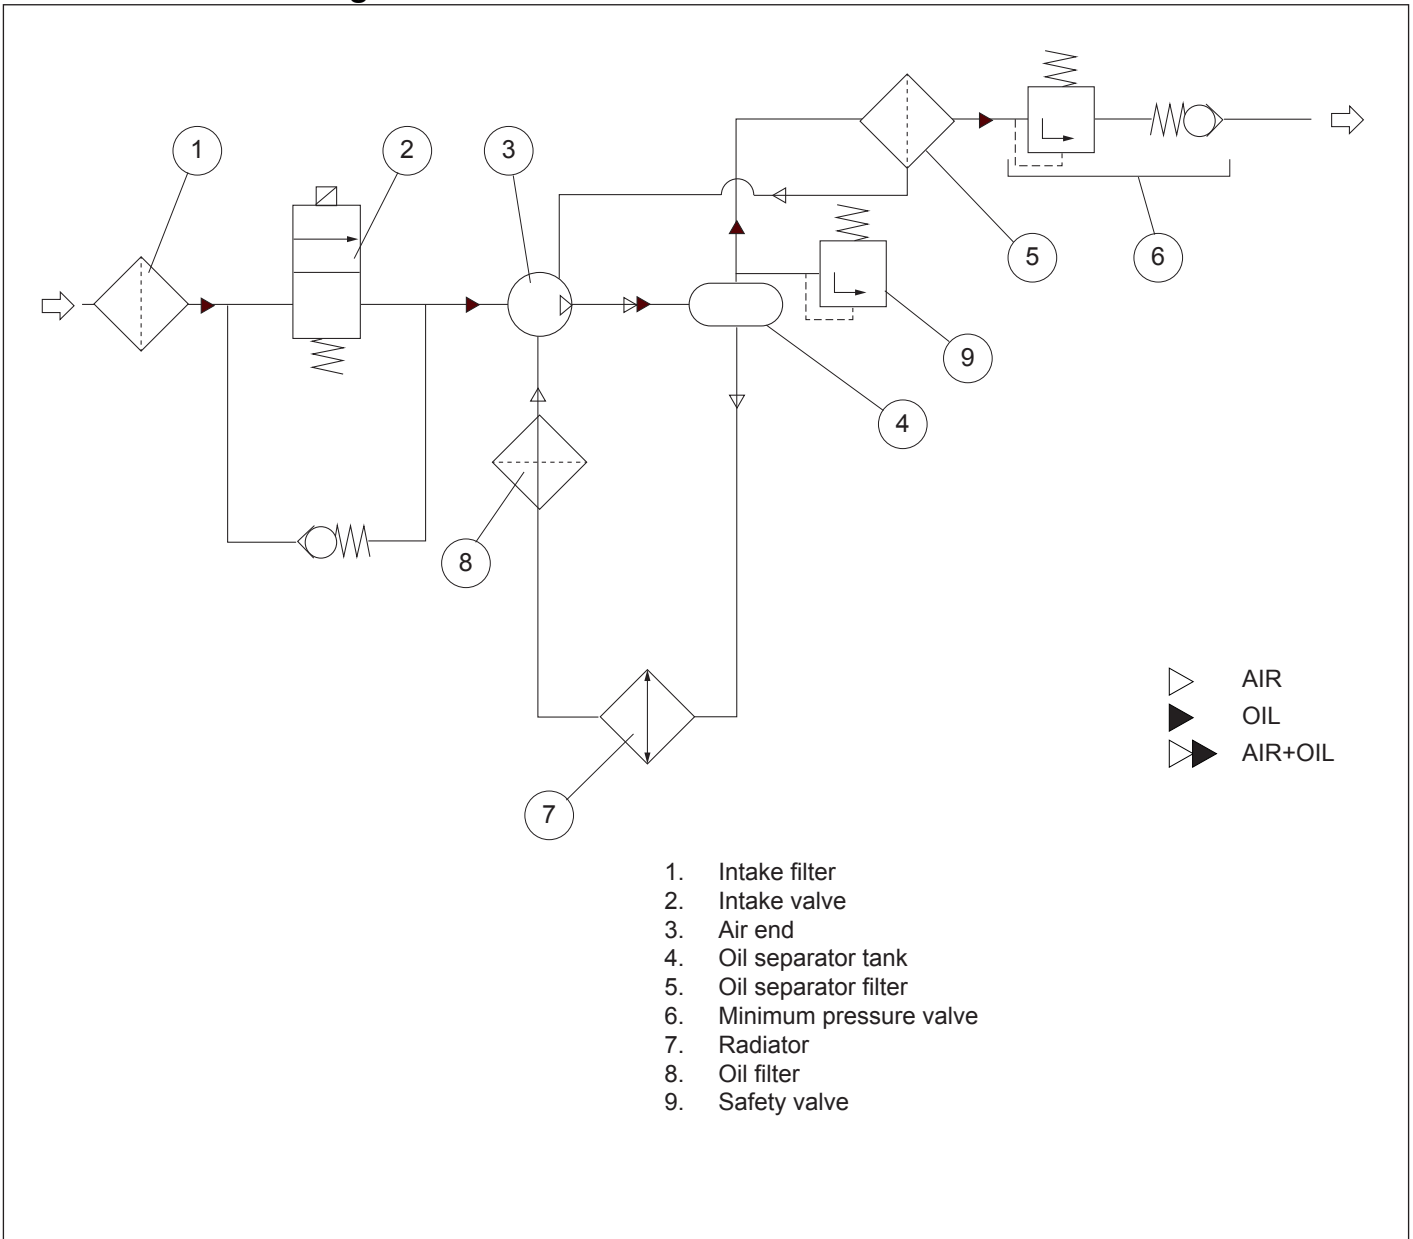 1
2
3
5
6
9
4
8
7
AIR
OIL
AIR+OIL
1. Intake filter
2. Intake valve
3. Air end
4. Oil separator tank
5. Oil separator filter
6. Minimum pressure valve
7. Radiator
8. Oil filter
9. Safety valve